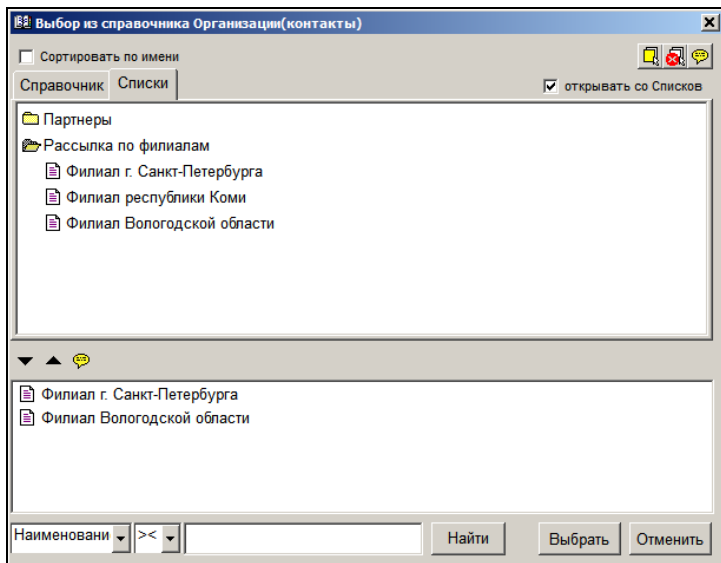 Выбор из справочника Организации(контакты)
Сортировать по имени
Справочник Списки открывать со Списков
Партнеры
Рассылка по филиалам
Филиал г. Санкт-Петербурга
Филиал республики Коми
Филиал Вологодской области
Филиал г. Санкт-Петербурга
Филиал Вологодской области
Наименовани >< Найти Выбрать Отменить